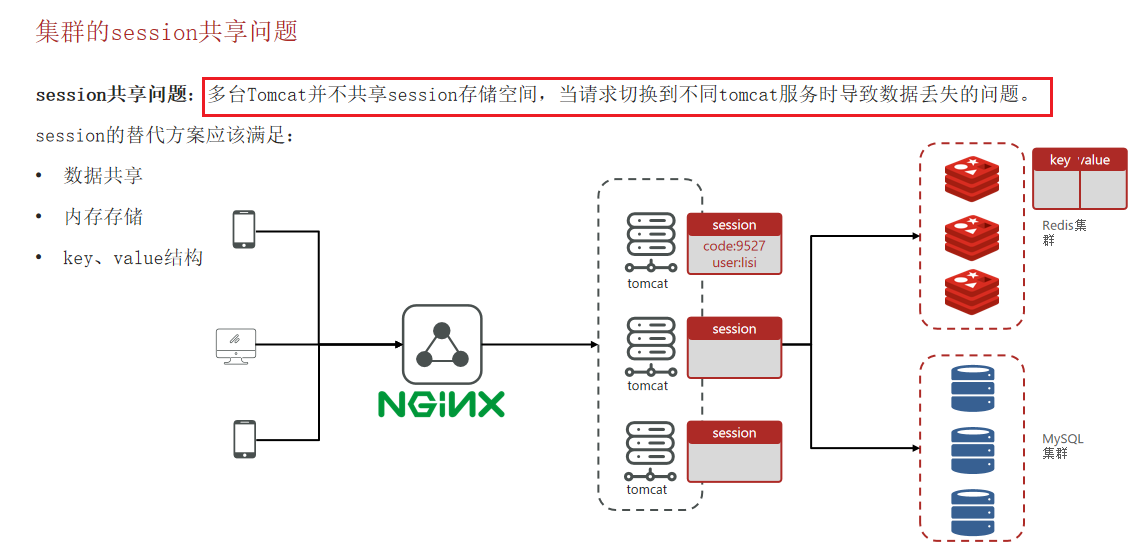 集群的session共享问题
session共享问题：多台Tomcat并不共享session存储空间，当请求切换到不同tomcat服务时导致数据丢失的问题。
session的替代方案应该满足：
• 数据共享
• 内存存储
• key、value结构
NGINX
session
code:9527
user:lisi
tomcat
session
tomcat
session
tomcat
key value
Redis集
群
MySQL
集群